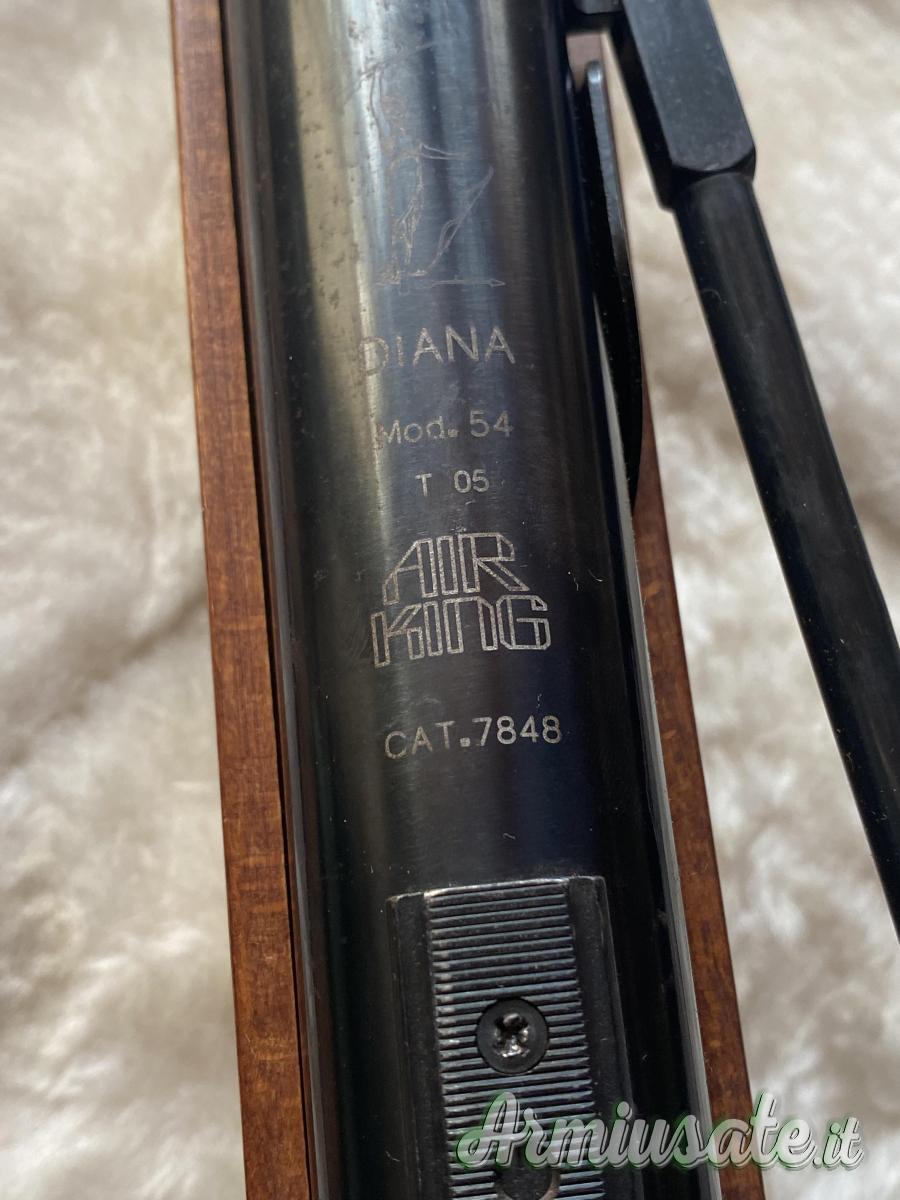 DIANA
Mod. 54
T 05
AIR
KING
CAT.7848
Armiusate.it